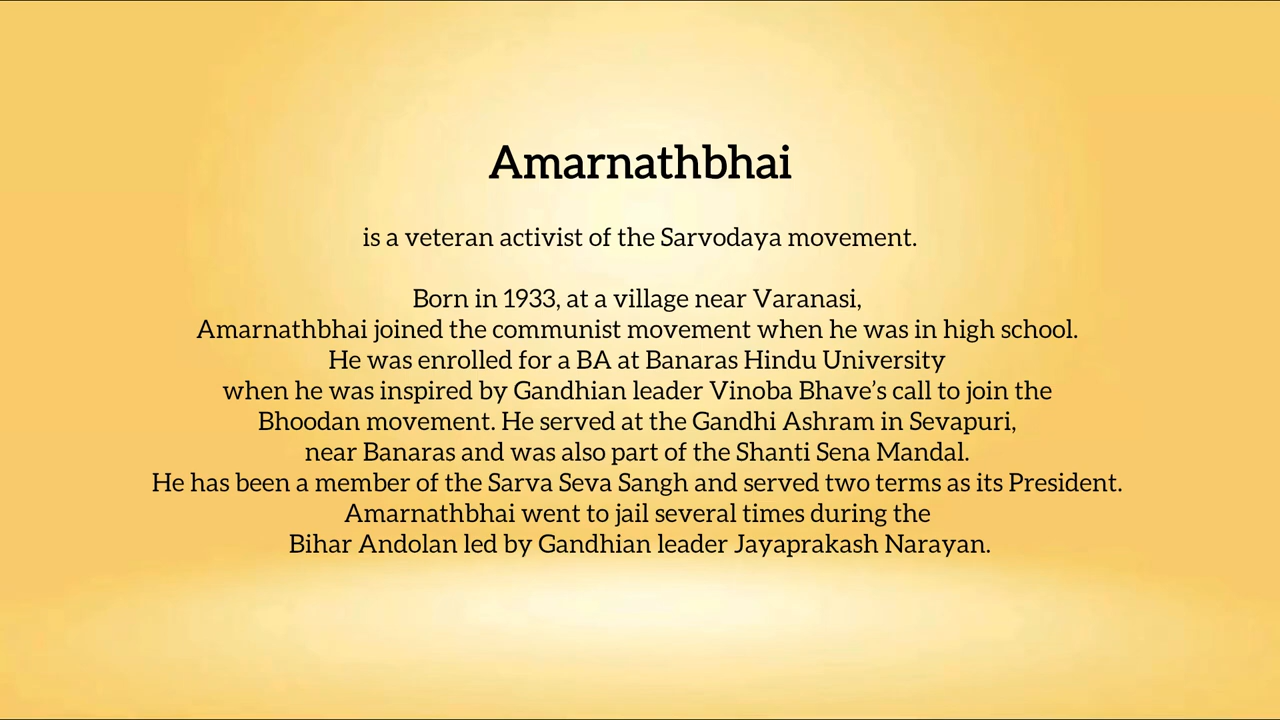 Amarnathbhai
is a veteran activist of the Sarvodaya movement.
Born in 1933, at a village near Varanasi,
Amarnathbhai joined the communist movement when he was in high school.
He was enrolled for a BA at Banaras Hindu University
when he was inspired by Gandhian leader Vinoba Bhave’s call to join the
Bhoodan movement. He served at the Gandhi Ashram in Sevapuri,
near Banaras and was also part of the Shanti Sena Mandal.
He has been a member of the Sarva Seva Sangh and served two terms as its President.
Amarnathbhai went to jail several times during the
Bihar Andolan led by Gandhian leader Jayaprakash Narayan.